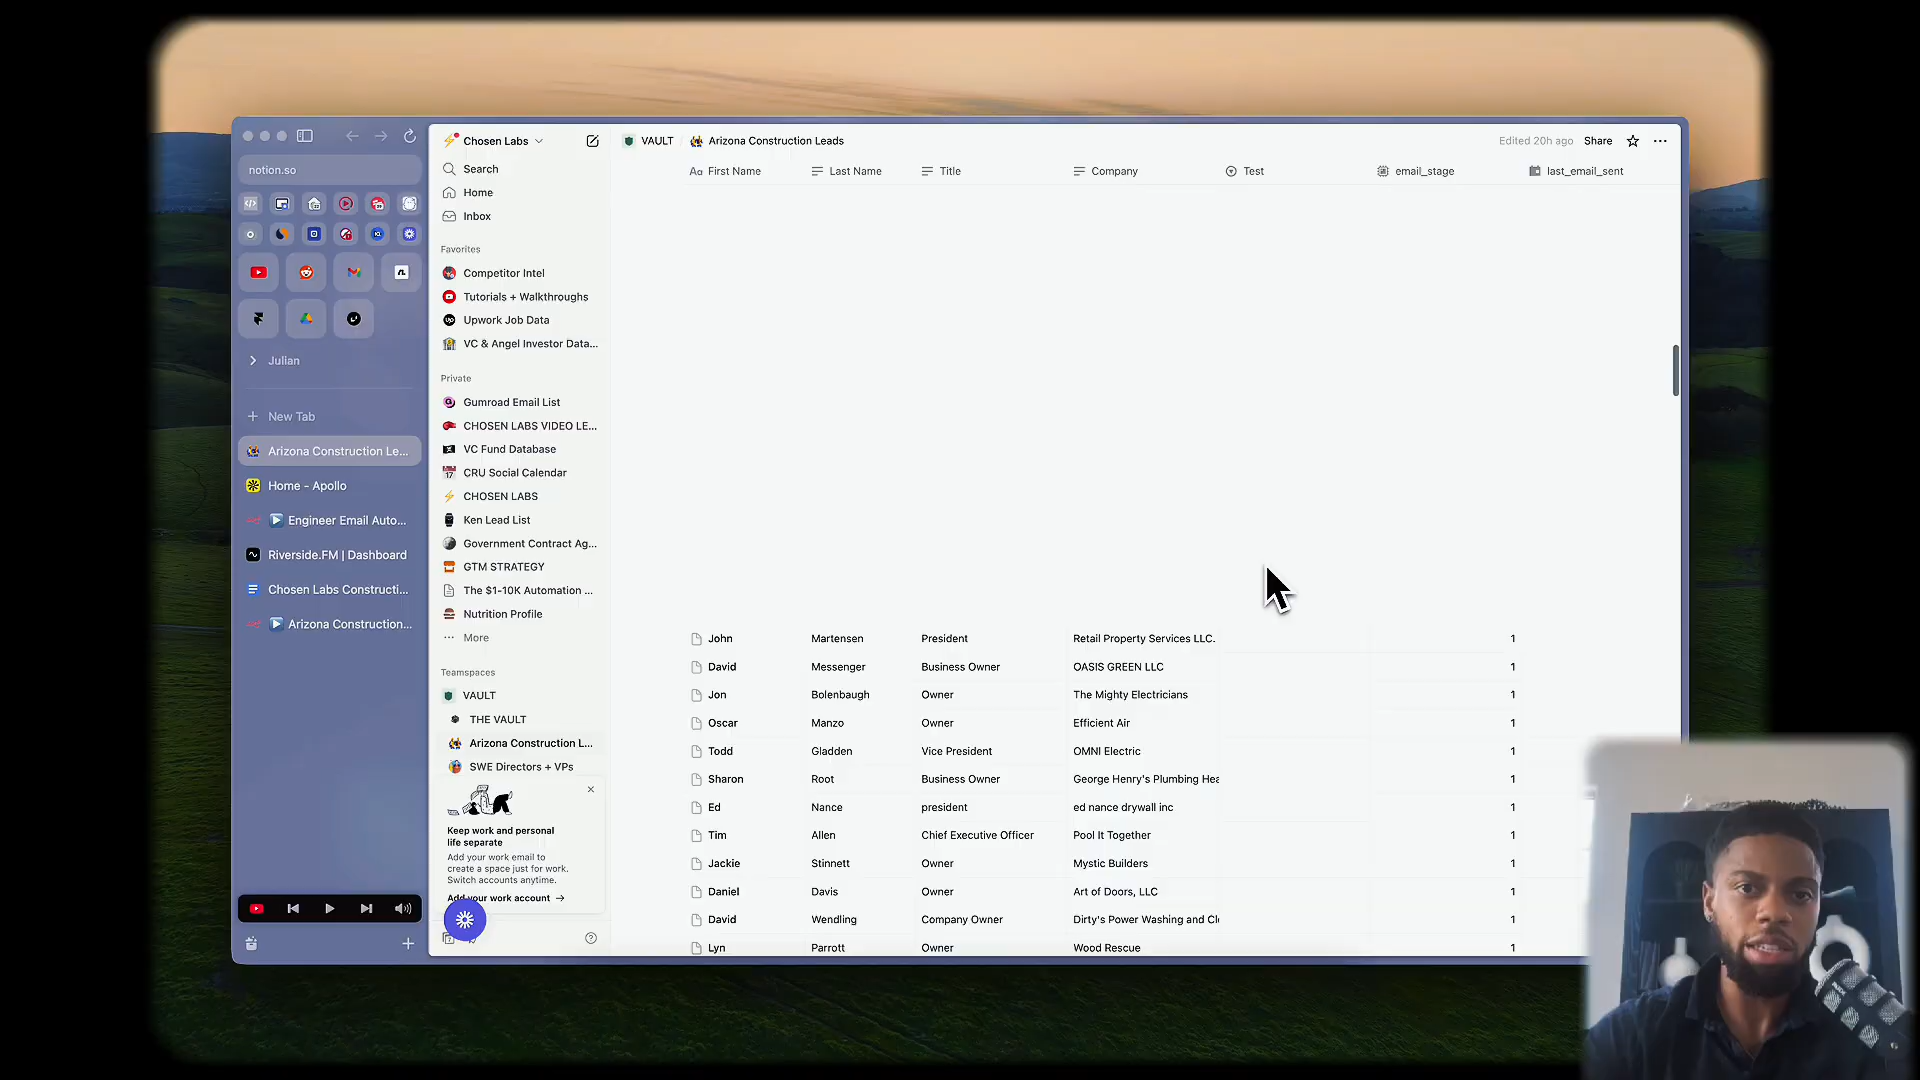 notion.so
Julian
New Tab
Arizona Construction Le...
Home - Apollo
Engineer Email Auto...
Riverside.FM | Dashboard
Chosen Labs Constructi...
Arizona Construction...
Chosen Labs
Search
Home
Inbox
Favorites
Competitor Intel
Tutorials + Walkthroughs
Upwork Job Data
VC & Angel Investor Data...
Private
Gumroad Email List
CHOSEN LABS VIDEO LE...
VC Fund Database
CRU Social Calendar
CHOSEN LABS
Ken Lead List
Government Contract Ag...
GTM STRATEGY
The $1-10K Automation ...
Nutrition Profile
More
Teamspaces
VAULT
THE VAULT
Arizona Construction L...
SWE Directors + VPs
Keep work and personal
life separate
Add your work email to
create a space just for work.
Switch accounts anytime.
Add your work account →
VAULT / Arizona Construction Leads
Edited 20h ago Share
Aa First Name Last Name Title Company Test email_stage last_email_sent
John Martensen President Retail Property Services LLC. 1
David Messenger Business Owner OASIS GREEN LLC 1
Jon Bolenbaugh Owner The Mighty Electricians 1
Oscar Manzo Owner Efficient Air 1
Todd Gladden Vice President OMNI Electric 1
Sharon Root Business Owner George Henry's Plumbing Hea 1
Ed Nance president ed nance drywall inc 1
Tim Allen Chief Executive Officer Pool It Together 1
Jackie Stinnett Owner Mystic Builders 1
Daniel Davis Owner Art of Doors, LLC 1
David Wendling Company Owner Dirty's Power Washing and Cl 1
Lyn Parrott Owner Wood Rescue 1